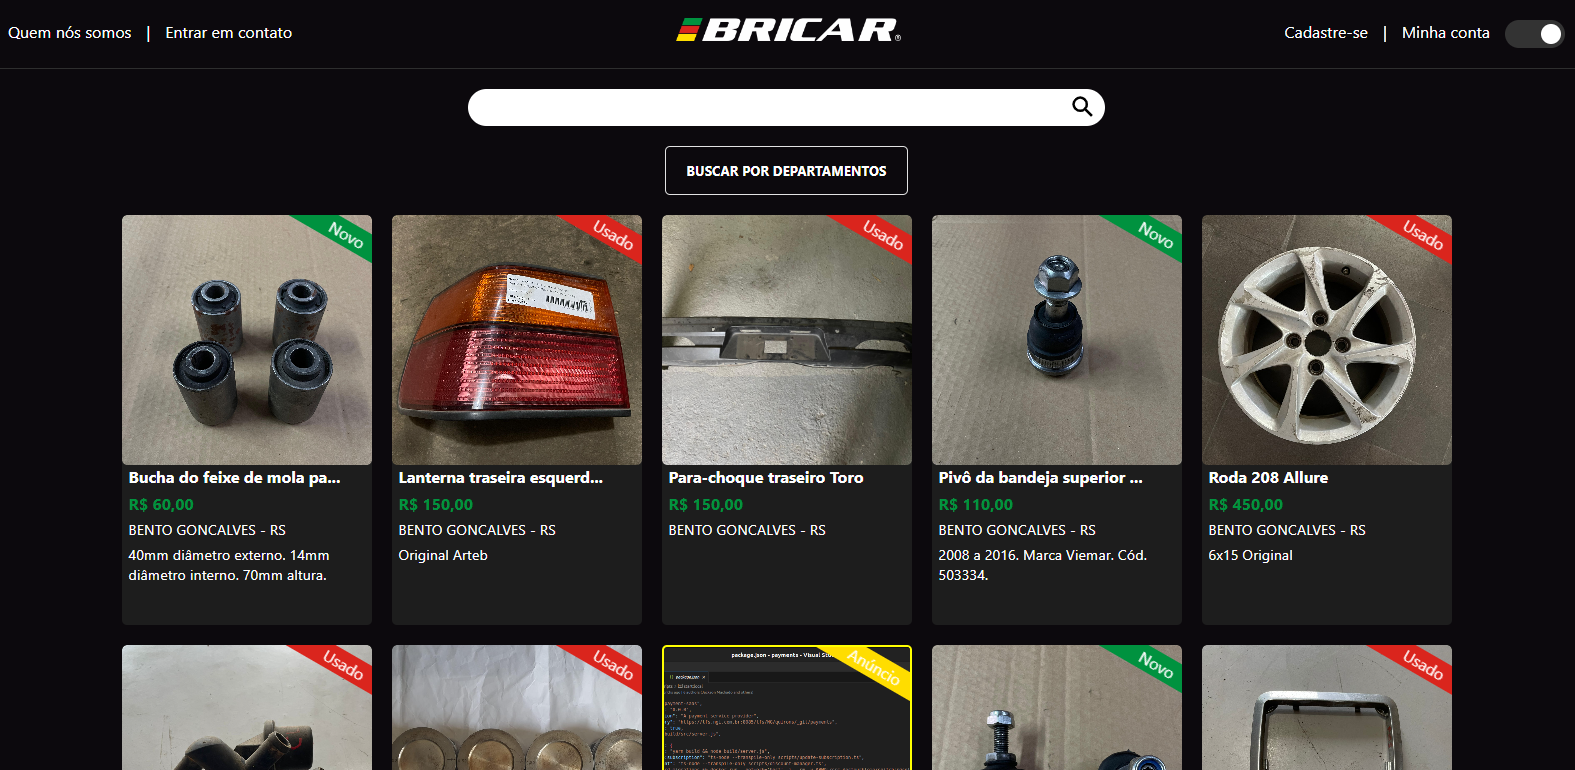 Quem nós somos | Entrar em contato
BRICAR®
Cadastre-se | Minha conta
BUSCAR POR DEPARTAMENTOS
Novo
Bucha do feixe de mola pa...
R$ 60,00
BENTO GONCALVES - RS
40mm diâmetro externo. 14mm
diâmetro interno. 70mm altura.
Usado
Lanterna traseira esquerd...
R$ 150,00
BENTO GONCALVES - RS
Original Arteb
Usado
Para-choque traseiro Toro
R$ 150,00
BENTO GONCALVES - RS
Novo
Pivô da bandeja superior ...
R$ 110,00
BENTO GONCALVES - RS
2008 a 2016. Marca Viemar. Cód.
503334.
Usado
Roda 208 Allure
R$ 450,00
BENTO GONCALVES - RS
6x15 Original
Usado
Usado
Anúncio
package.json - payments - Visual Stu
Novo
Usado